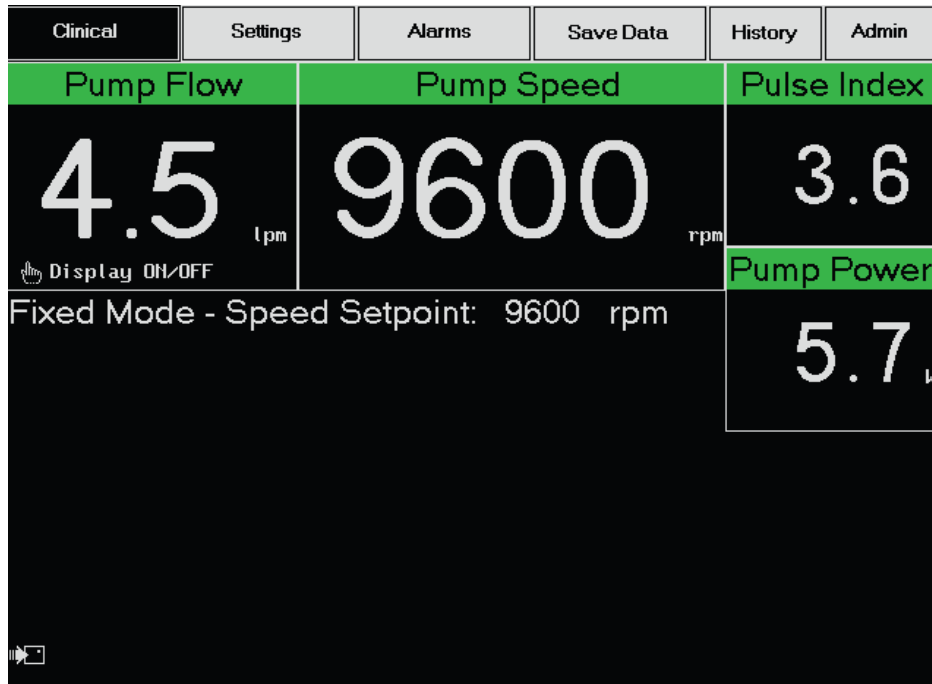 Clinical Settings Alarms Save Data History Admin
Pump Flow Pump Speed Pulse Index
4.5 lpm 9600 rpm 3.6
Display ON/OFF
Pump Power
Fixed Mode - Speed Setpoint: 9600 rpm
5.7